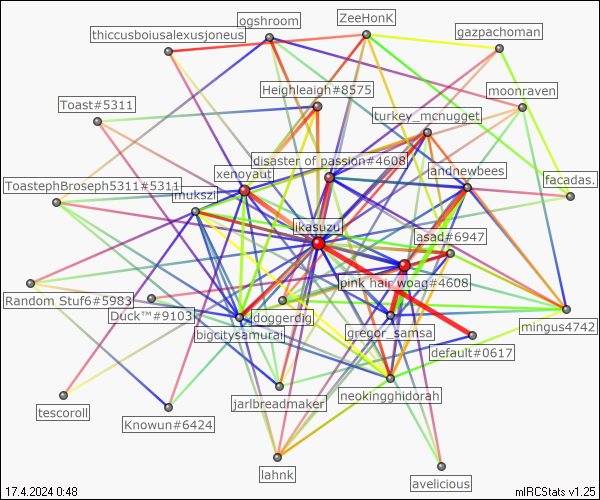 ogshroom
ZeeHonK
thiccusboiusalexusjoneus
gazpachoman
Heighleaigh#8575
moonraven
Toast#5311
turkey_mcnugget
disaster of passion#4608
xenoyaut
andnewbees
ToastephBroseph5311#5311
mukszi
facadas.
likasuzu
asad#6947
pink hair woag#4608
Random Stuf6#5983
Duck™#9103
doggerdig
mingus4742
bigcitysamurai
gregor_samsa
default#0617
neokingghidorah
jarlbreadmaker
tescoroll
Knowun#6424
lahnk
avelicious
17.4.2024 0:48
mIRCStats v1.25